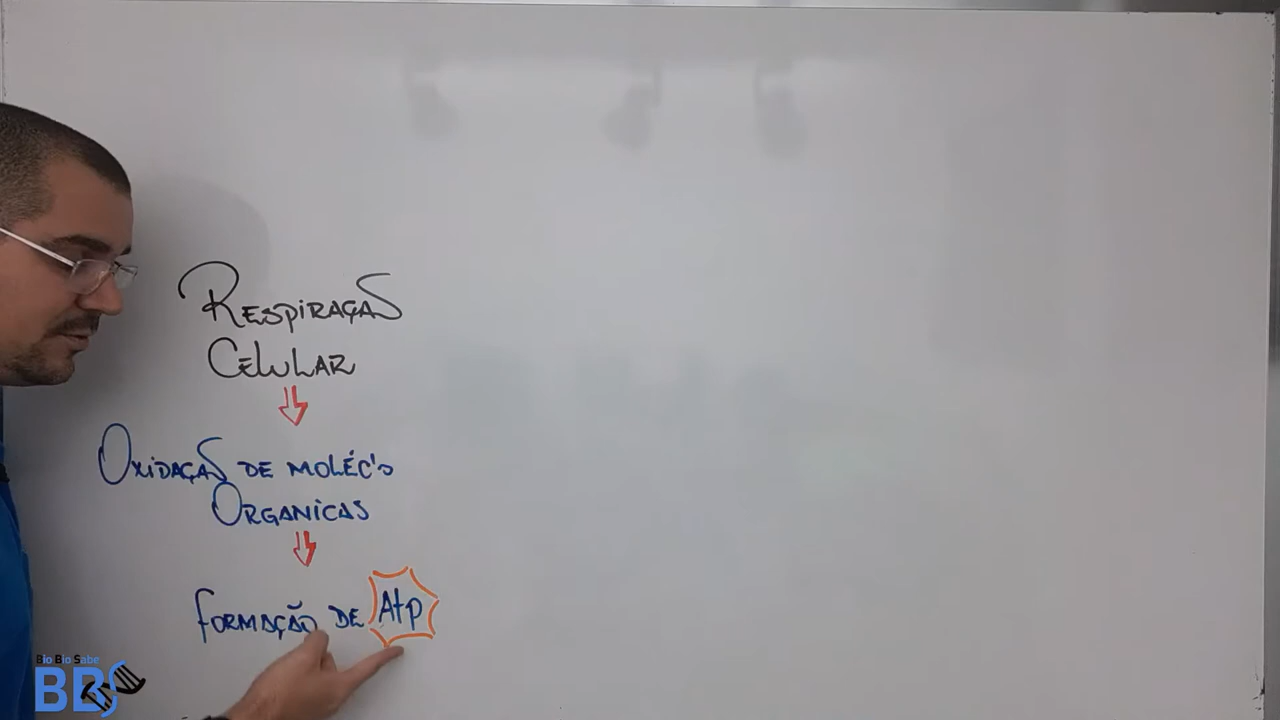 Respiração
Celular
Oxidação de moléc's
Organicas
Formação de Atp
Bio Bio Sabe
BBS